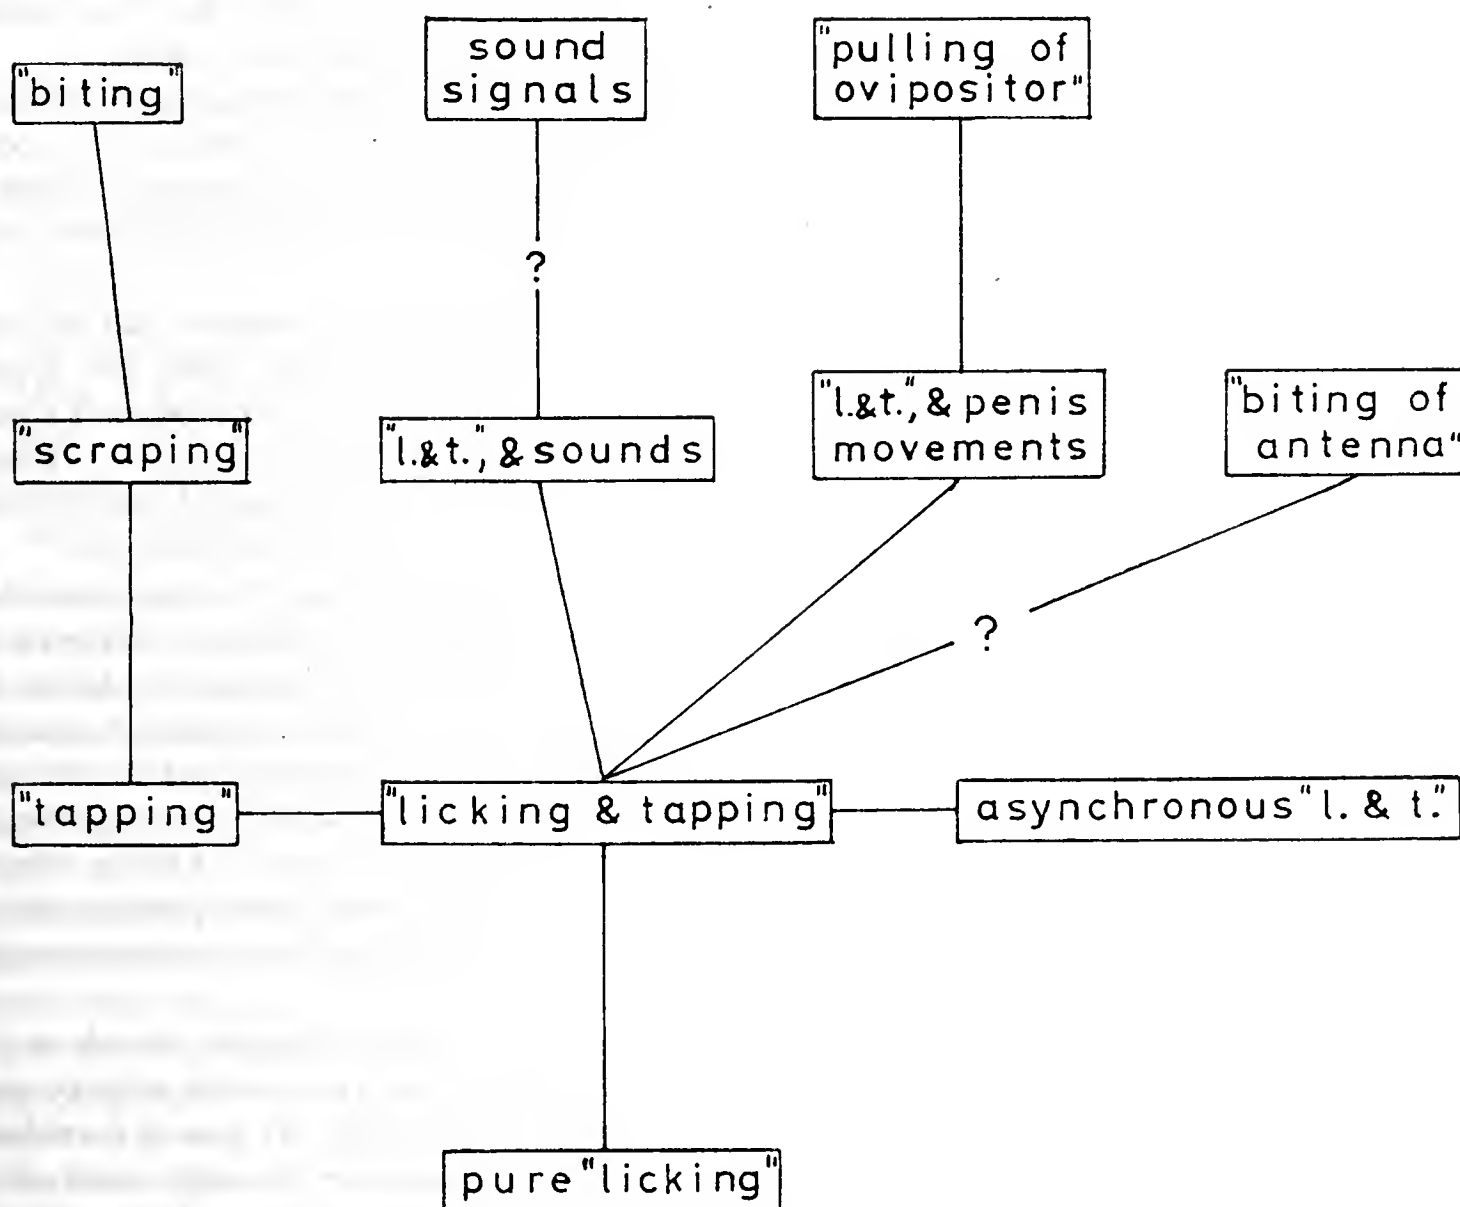 "biting"
sound
signals
"pulling of
ovipositor"
?
"scraping"
"l.&t.", & sounds
"l.&t.", & penis
movements
"biting of
antenna"
?
"tapping"
"licking & tapping"
asynchronous "l. & t."
pure "licking"